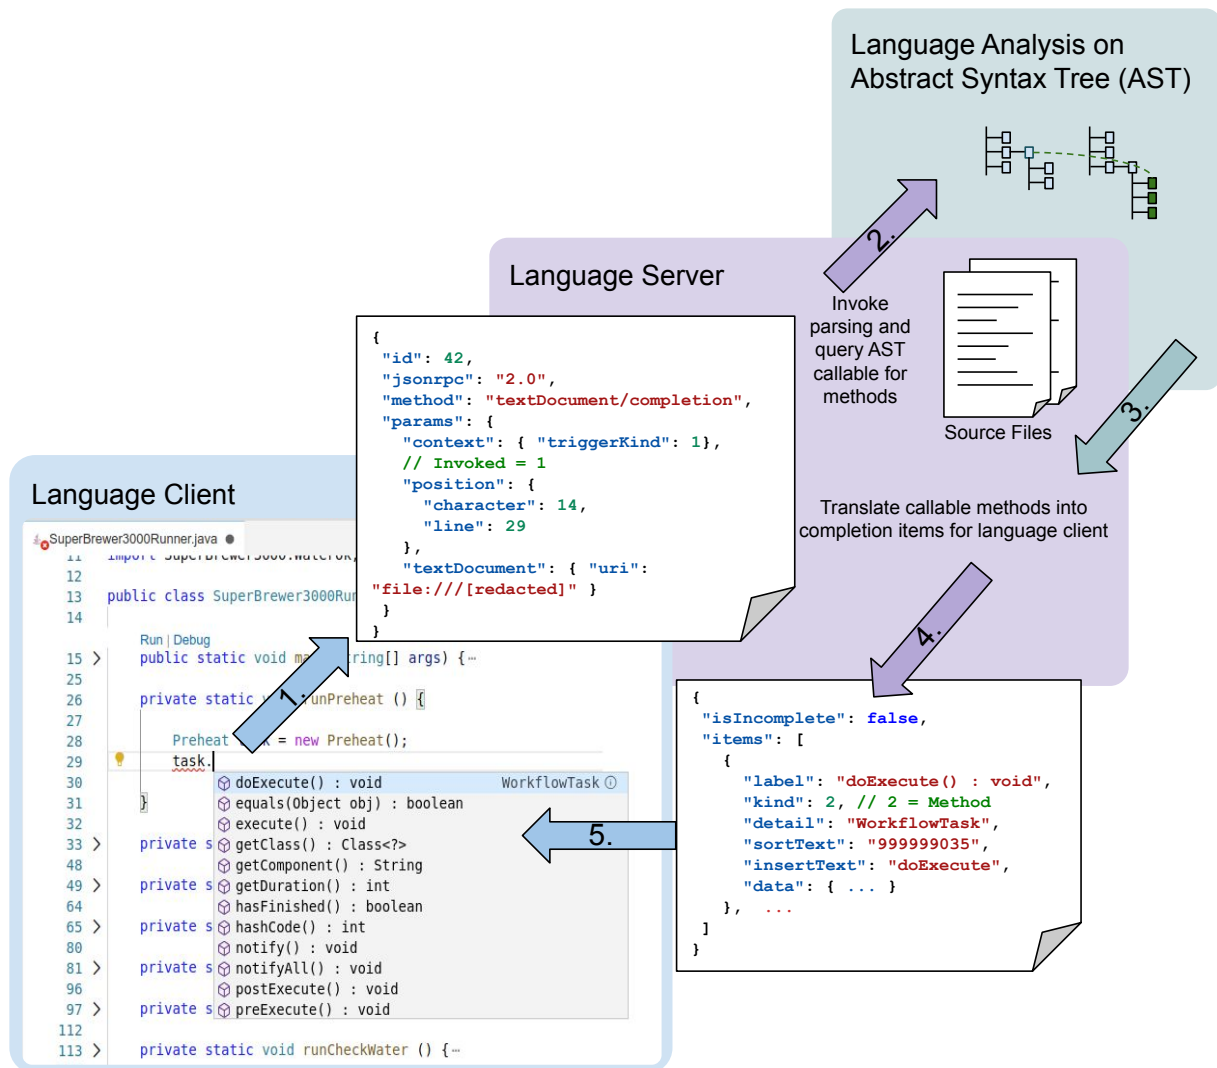 Language Analysis on
Abstract Syntax Tree (AST)
2.
Language Server
Invoke
parsing and
query AST
callable for
methods
Source Files
3.
Translate callable methods into
completion items for language client
4.
{
"id": 42,
"jsonrpc": "2.0",
"method": "textDocument/completion",
"params": {
"context": { "triggerKind": 1},
// Invoked = 1
"position": {
"character": 14,
"line": 29
},
"textDocument": { "uri":
"file:///[redacted]" }
}
}
Language Client
SuperBrewer3000Runner.java ●
11 import SuperBrewer3000.
12
13 public class SuperBrewer3000Run
14
Run | Debug
15 > public static void ma tring[] args) {⋯
25
26 private static v runPreheat () {
27
28 Preheat = new Preheat();
29 task.
30
31 }
32
33 > private s
48
49 > private s
64
65 > private s
80
81 > private s
96
97 > private s
112
113 > private static void runCheckWater () {⋯
1.
doExecute() : void WorkflowTask
equals(Object obj) : boolean
execute() : void
getClass() : Class<?>
getComponent() : String
getDuration() : int
hasFinished() : boolean
hashCode() : int
notify() : void
notifyAll() : void
postExecute() : void
preExecute() : void
5.
{
"isIncomplete": false,
"items": [
{
"label": "doExecute() : void",
"kind": 2, // 2 = Method
"detail": "WorkflowTask",
"sortText": "999999035",
"insertText": "doExecute",
"data": { ... }
}, ...
]
}